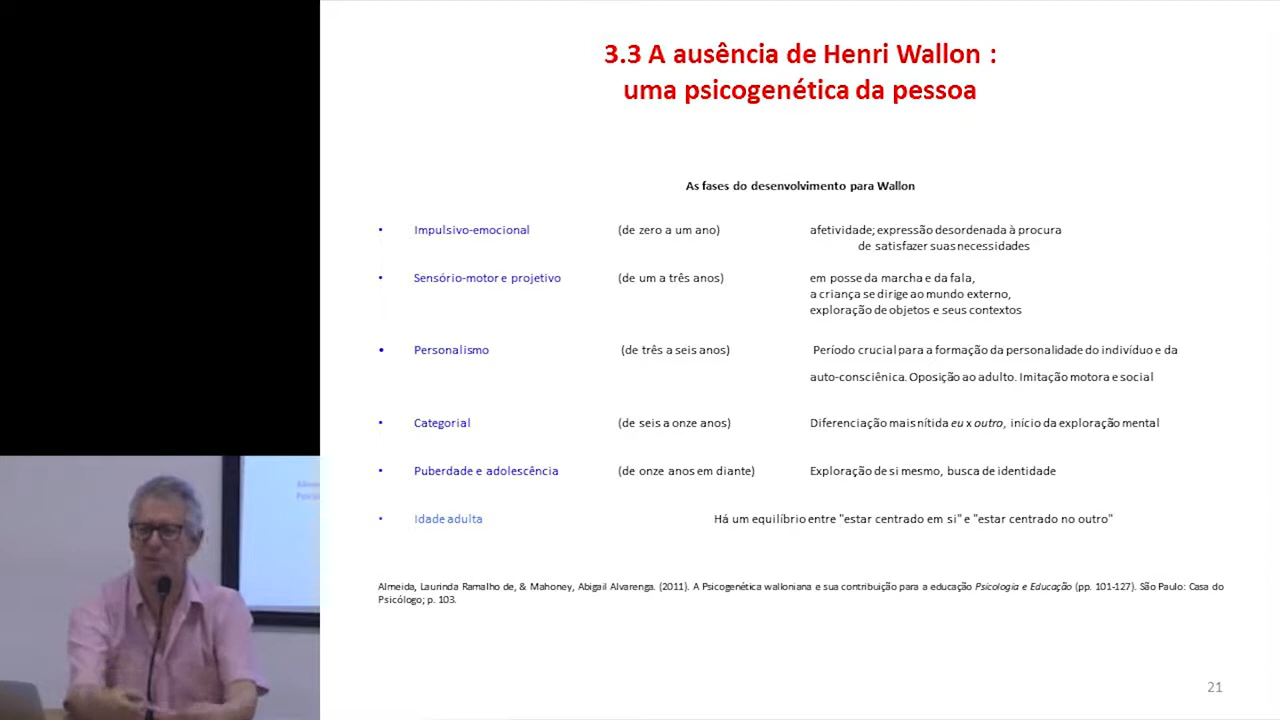 3.3 A ausência de Henri Wallon :
uma psicogenética da pessoa
As fases do desenvolvimento para Wallon
• Impulsivo-emocional (de zero a um ano) afetividade; expressão desordenada à procura
de satisfazer suas necessidades
• Sensório-motor e projetivo (de um a três anos) em posse da marcha e da fala,
a criança se dirige ao mundo externo,
exploração de objetos e seus contextos
• Personalismo (de três a seis anos) Período crucial para a formação da personalidade do indivíduo e da
auto-consciênica. Oposição ao adulto. Imitação motora e social
• Categorial (de seis a onze anos) Diferenciação mais nítida eu x outro, início da exploração mental
• Puberdade e adolescência (de onze anos em diante) Exploração de si mesmo, busca de identidade
• Idade adulta Há um equilíbrio entre "estar centrado em si" e "estar centrado no outro"
Almeida, Laurinda Ramalho de, & Mahoney, Abigail Alvarenga. (2011). A Psicogenética walloniana e sua contribuição para a educação Psicologia e Educação (pp. 101-127). São Paulo: Casa do
Psicólogo; p. 103.
21